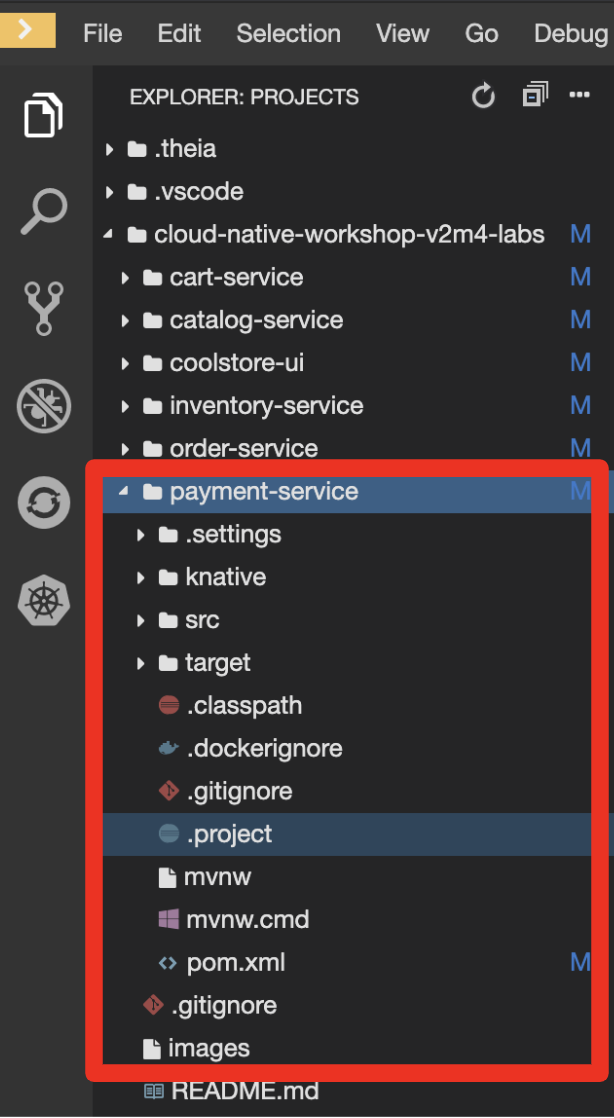 File Edit Selection View Go Debug
EXPLORER: PROJECTS
.theia
.vscode
cloud-native-workshop-v2m4-labs M
cart-service M
catalog-service M
coolstore-ui M
inventory-service M
order-service M
payment-service M
.settings
knative
src
target
.classpath
.dockerignore
.gitignore
.project
mvnw
mvnw.cmd
pom.xml M
.gitignore
images
README.md